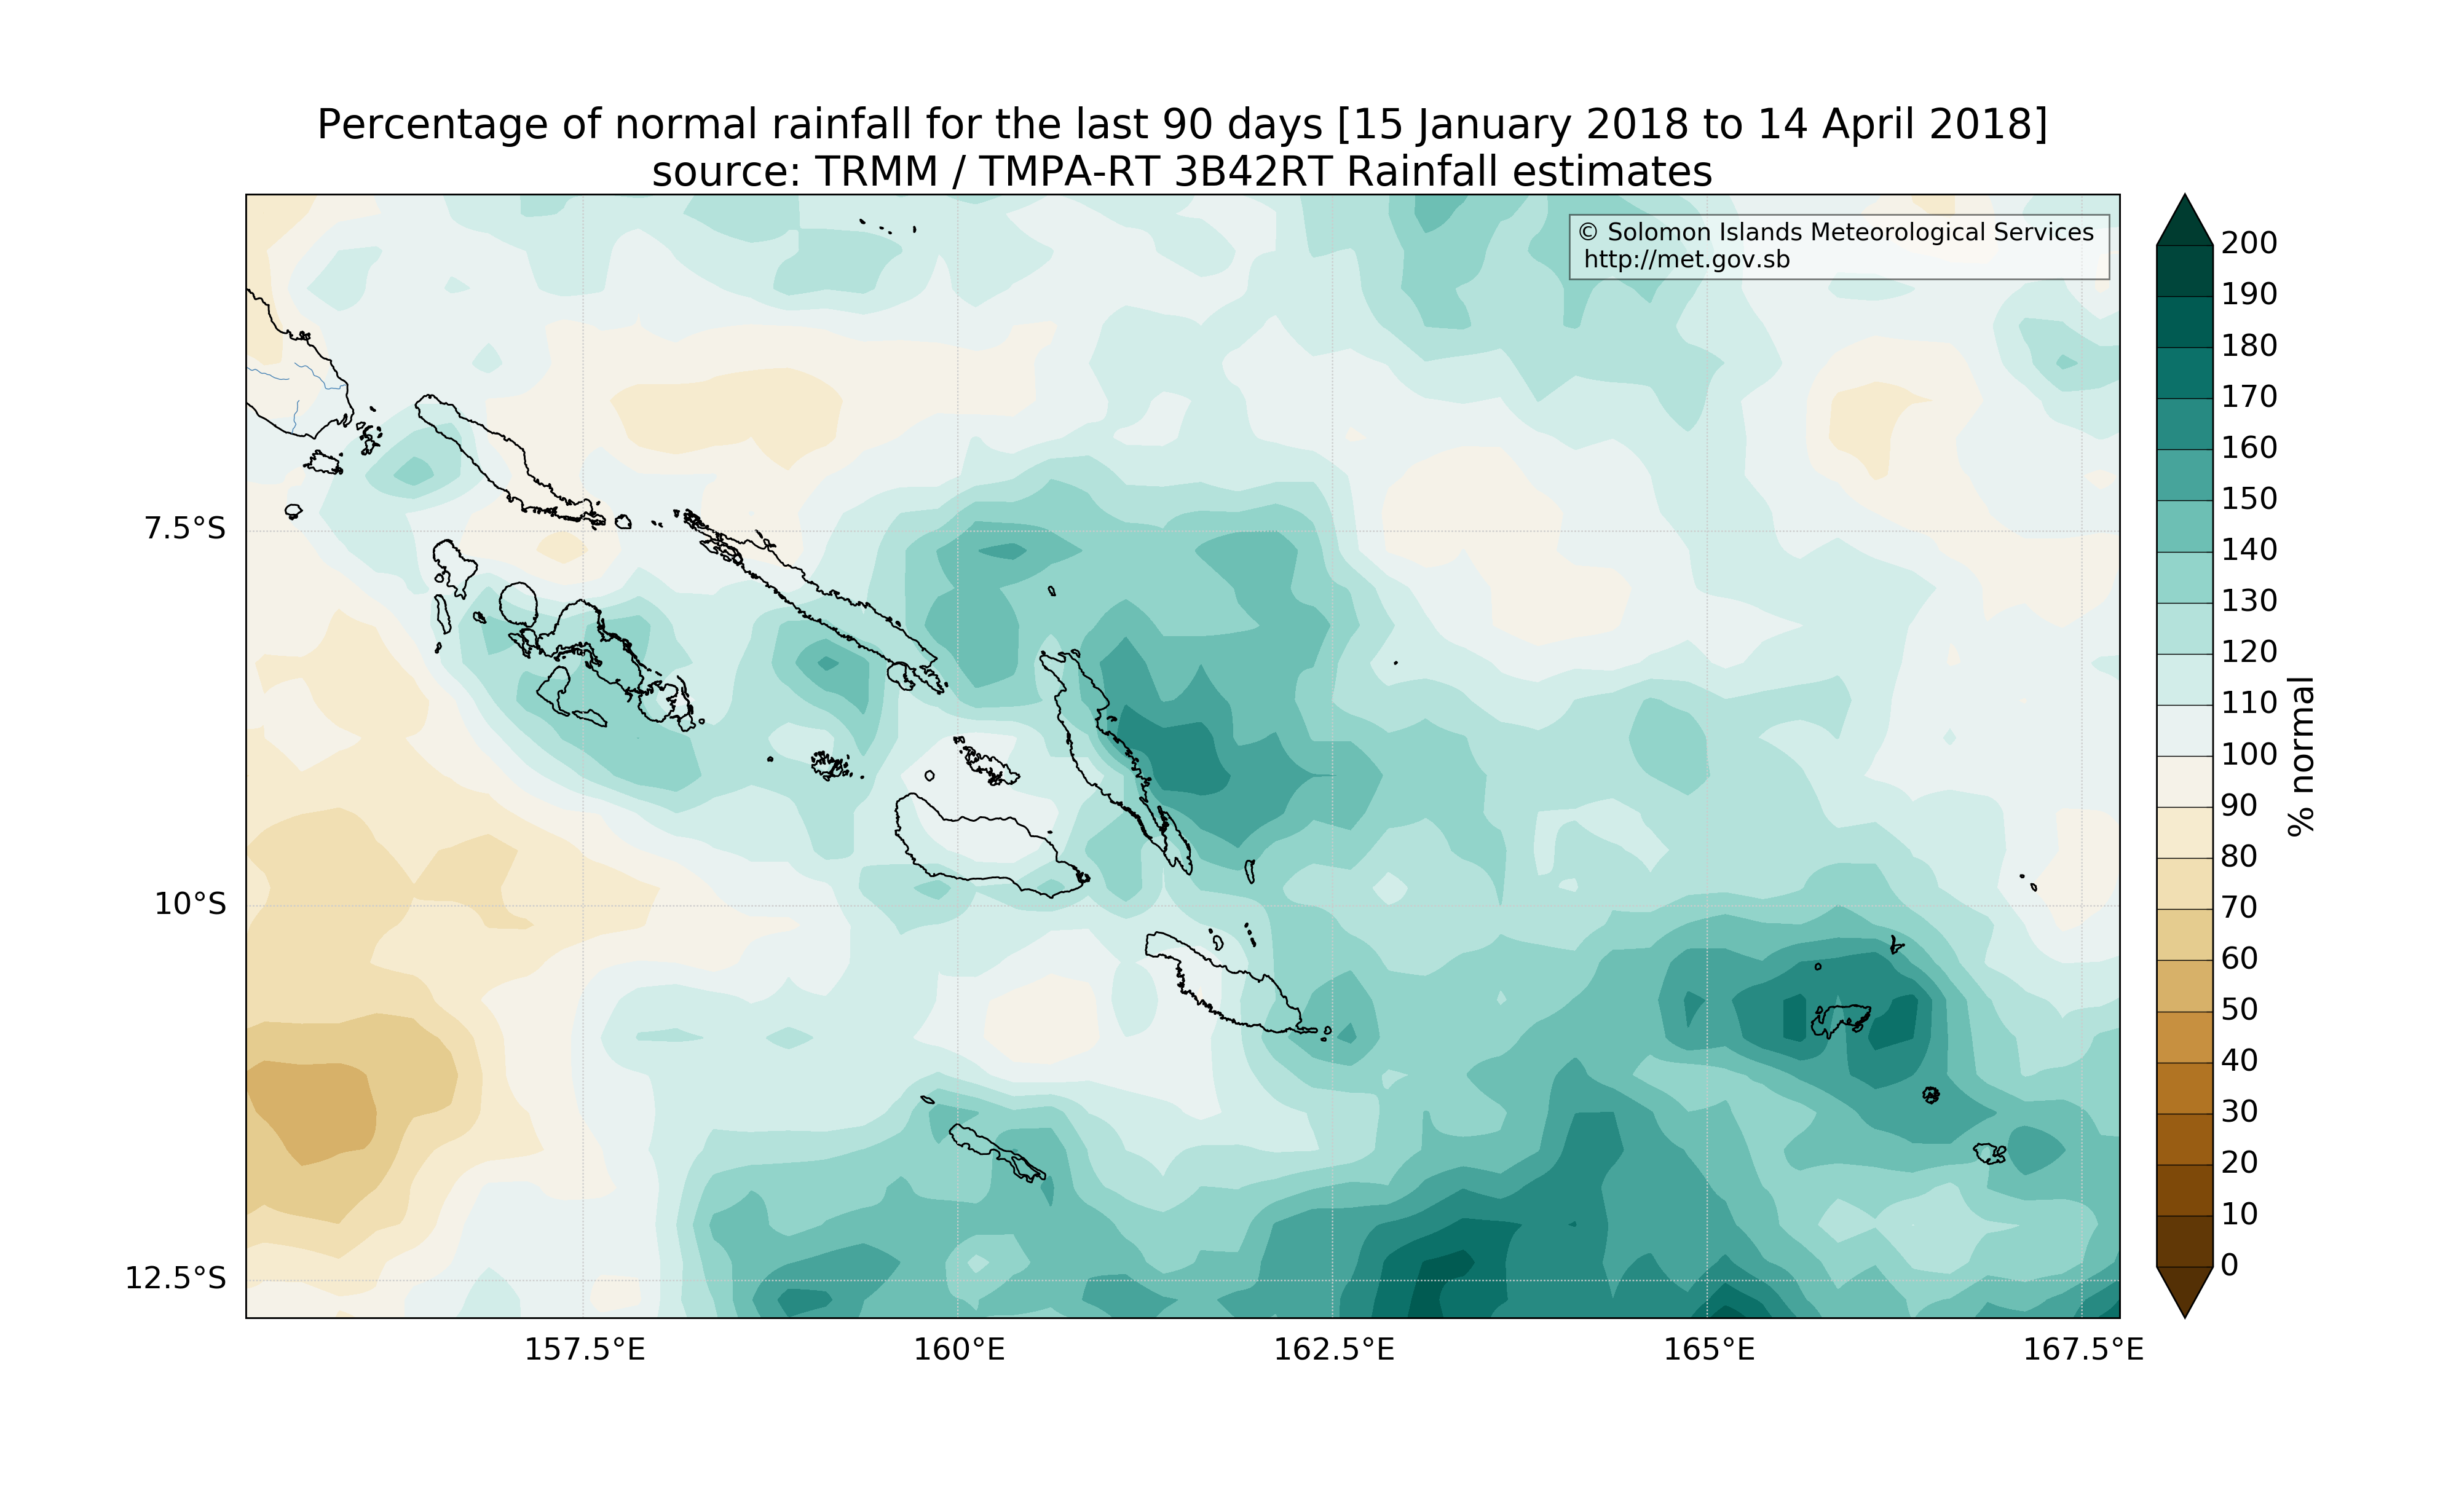 Percentage of normal rainfall for the last 90 days [15 January 2018 to 14 April 2018]
source: TRMM / TMPA-RT 3B42RT Rainfall estimates
© Solomon Islands Meteorological Services
http://met.gov.sb
7.5°S
10°S
12.5°S
157.5°E
160°E
162.5°E
165°E
167.5°E
200
190
180
170
160
150
140
130
120
110
100
90
80
70
60
50
40
30
20
10
0
% normal